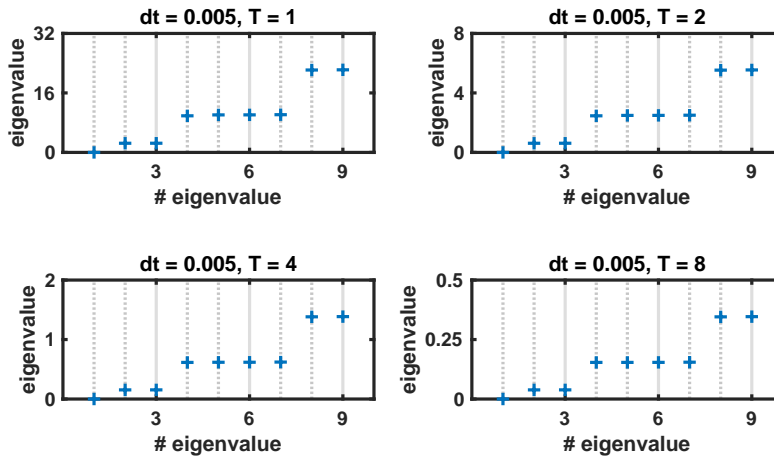 dt = 0.005, T = 1
32
16
0
eigenvalue
3
6
9
# eigenvalue
dt = 0.005, T = 2
8
4
0
eigenvalue
3
6
9
# eigenvalue
dt = 0.005, T = 4
2
1
0
eigenvalue
3
6
9
# eigenvalue
dt = 0.005, T = 8
0.5
0.25
0
eigenvalue
3
6
9
# eigenvalue